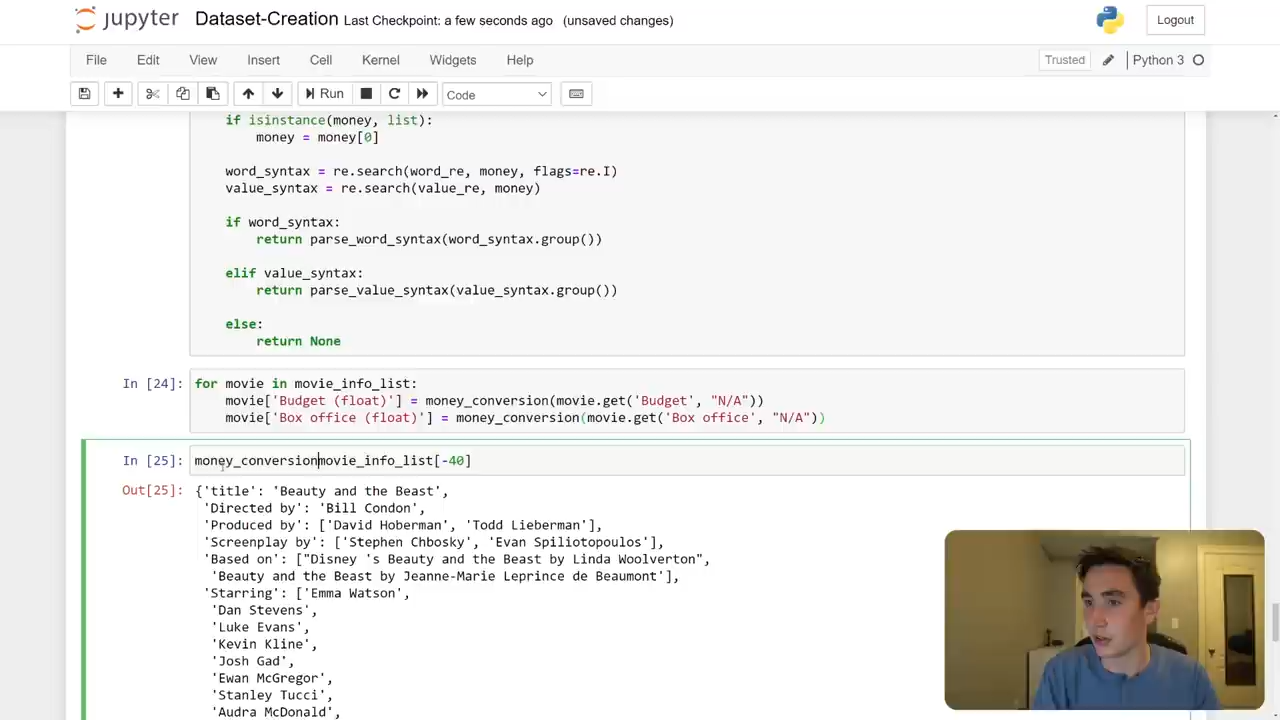 jupyter Dataset-Creation Last Checkpoint: a few seconds ago (unsaved changes) Logout
File Edit View Insert Cell Kernel Widgets Help Trusted Python 3
Run Code
if isinstance(money, list):
money = money[0]
word_syntax = re.search(word_re, money, flags=re.I)
value_syntax = re.search(value_re, money)
if word_syntax:
return parse_word_syntax(word_syntax.group())
elif value_syntax:
return parse_value_syntax(value_syntax.group())
else:
return None
In [24]: for movie in movie_info_list:
movie['Budget (float)'] = money_conversion(movie.get('Budget', "N/A"))
movie['Box office (float)'] = money_conversion(movie.get('Box office', "N/A"))
In [25]: money_conversionmovie_info_list[-40]
Out[25]: {'title': 'Beauty and the Beast',
'Directed by': 'Bill Condon',
'Produced by': ['David Hoberman', 'Todd Lieberman'],
'Screenplay by': ['Stephen Chbosky', 'Evan Spiliotopoulos'],
'Based on': ["Disney 's Beauty and the Beast by Linda Woolverton",
'Beauty and the Beast by Jeanne-Marie Leprince de Beaumont'],
'Starring': ['Emma Watson',
'Dan Stevens',
'Luke Evans',
'Kevin Kline',
'Josh Gad',
'Ewan McGregor',
'Stanley Tucci',
'Audra McDonald',